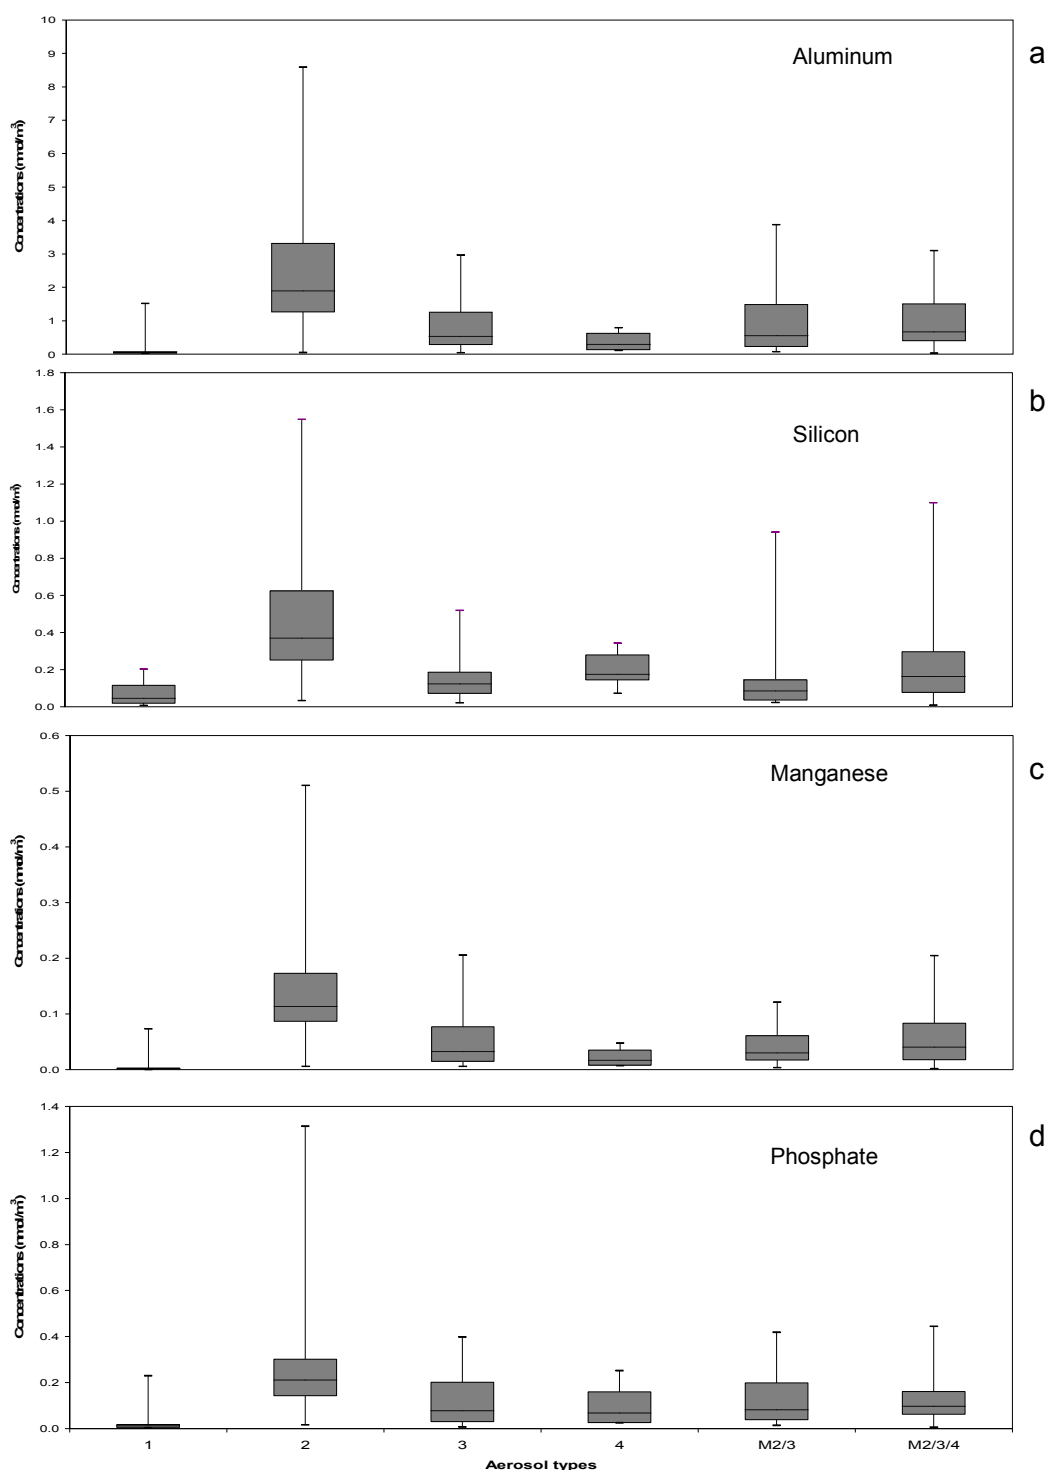 10
9
8
7
6
5
4
3
2
1
0
Concentrations (nmol/m³)
Aluminum
a
1.8
1.6
1.4
1.2
1.0
0.8
0.6
0.4
0.2
0.0
Concentrations (nmol/m³)
Silicon
b
0.6
0.5
0.4
0.3
0.2
0.1
0.0
Concentrations (nmol/m³)
Manganese
c
1.4
1.2
1.0
0.8
0.6
0.4
0.2
0.0
Concentrations (nmol/m³)
Phosphate
d
1 2 3 4 M2/3 M2/3/4
Aerosol types